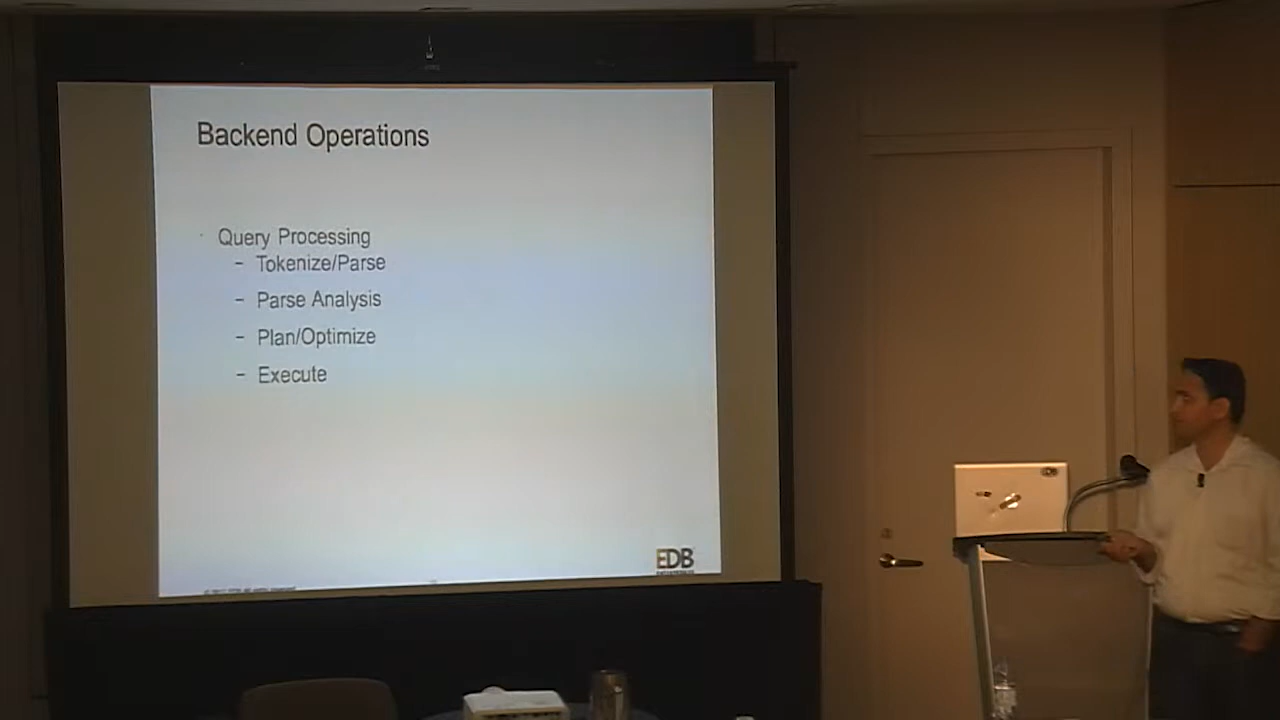 Backend Operations
· Query Processing
– Tokenize/Parse
– Parse Analysis
– Plan/Optimize
– Execute
EDB